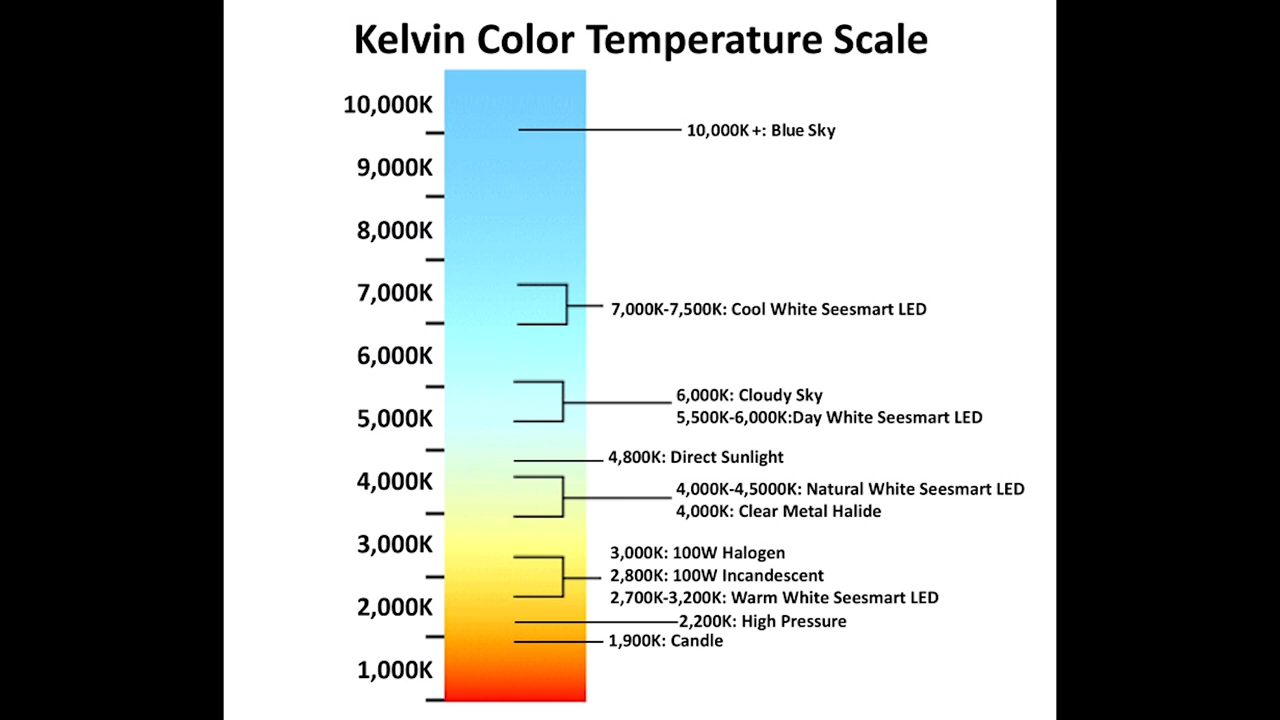 Kelvin Color Temperature Scale
10,000K
10,000K+: Blue Sky
9,000K
8,000K
7,000K
7,000K-7,500K: Cool White Seesmart LED
6,000K
6,000K: Cloudy Sky
5,000K
5,500K-6,000K:Day White Seesmart LED
4,800K: Direct Sunlight
4,000K
4,000K-4,5000K: Natural White Seesmart LED
4,000K: Clear Metal Halide
3,000K
3,000K: 100W Halogen
2,800K: 100W Incandescent
2,700K-3,200K: Warm White Seesmart LED
2,000K
2,200K: High Pressure
1,900K: Candle
1,000K